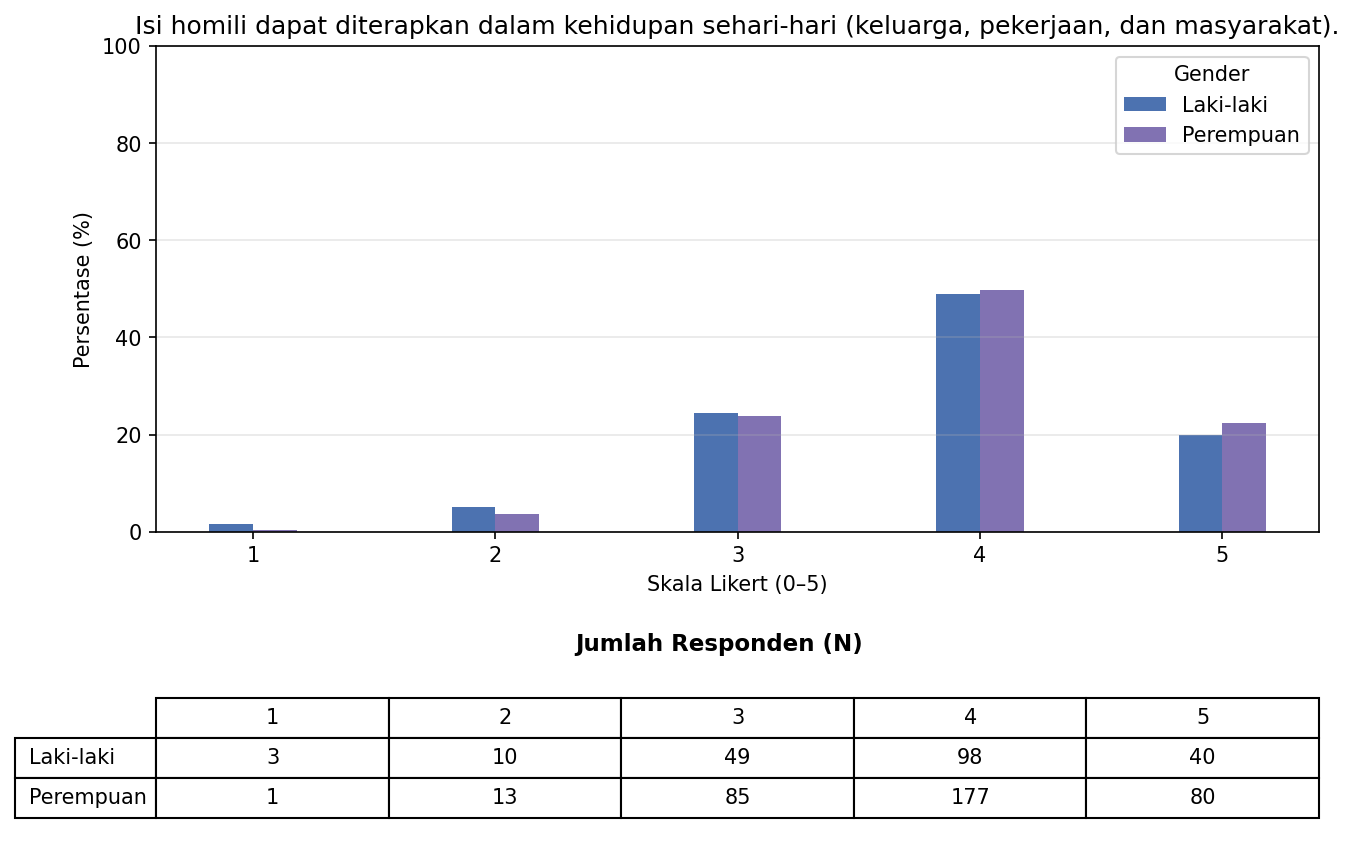 Isi homili dapat diterapkan dalam kehidupan sehari-hari (keluarga, pekerjaan, dan masyarakat).
100
80
60
40
20
0
Persentase (%)
Gender
Laki-laki
Perempuan
1 2 3 4 5
Skala Likert (0–5)
Jumlah Responden (N)
1 2 3 4 5
Laki-laki 3 10 49 98 40
Perempuan 1 13 85 177 80